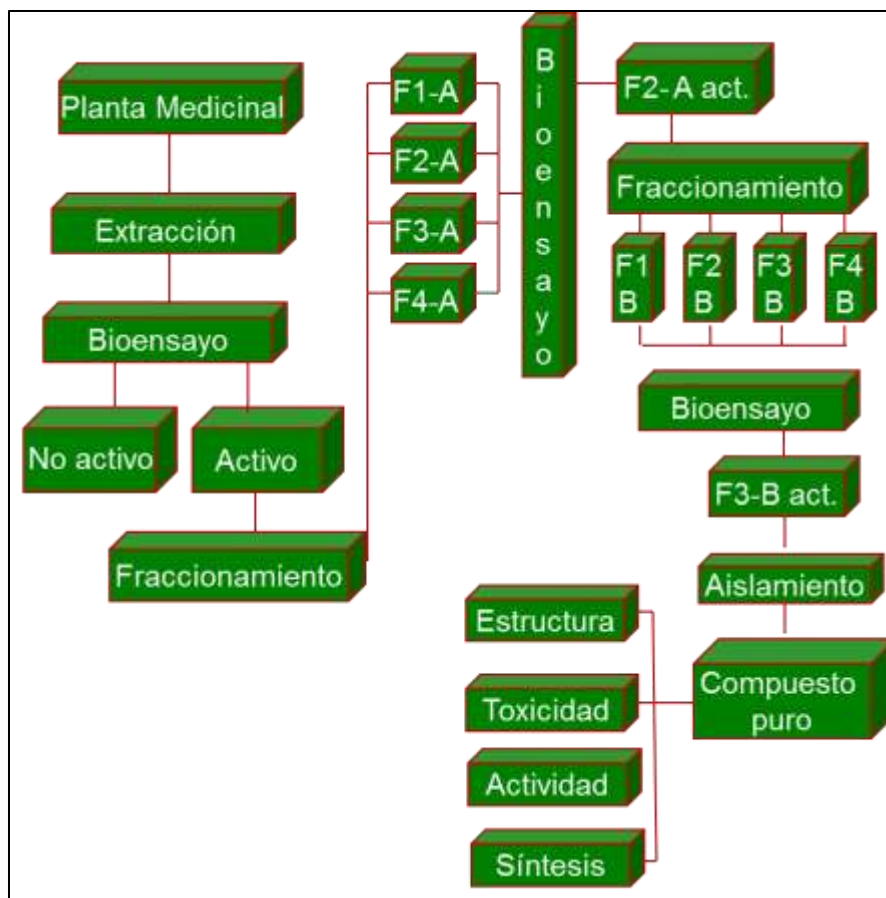 Planta Medicinal
Extracción
Bioensayo
No activo
Activo
Fraccionamiento
F1-A
F2-A
F3-A
F4-A
Bioensayo
F2- A act.
Fraccionamiento
F1
B
F2
B
F3
B
F4
B
Bioensayo
F3-B act.
Aislamiento
Compuesto
puro
Estructura
Toxicidad
Actividad
Síntesis